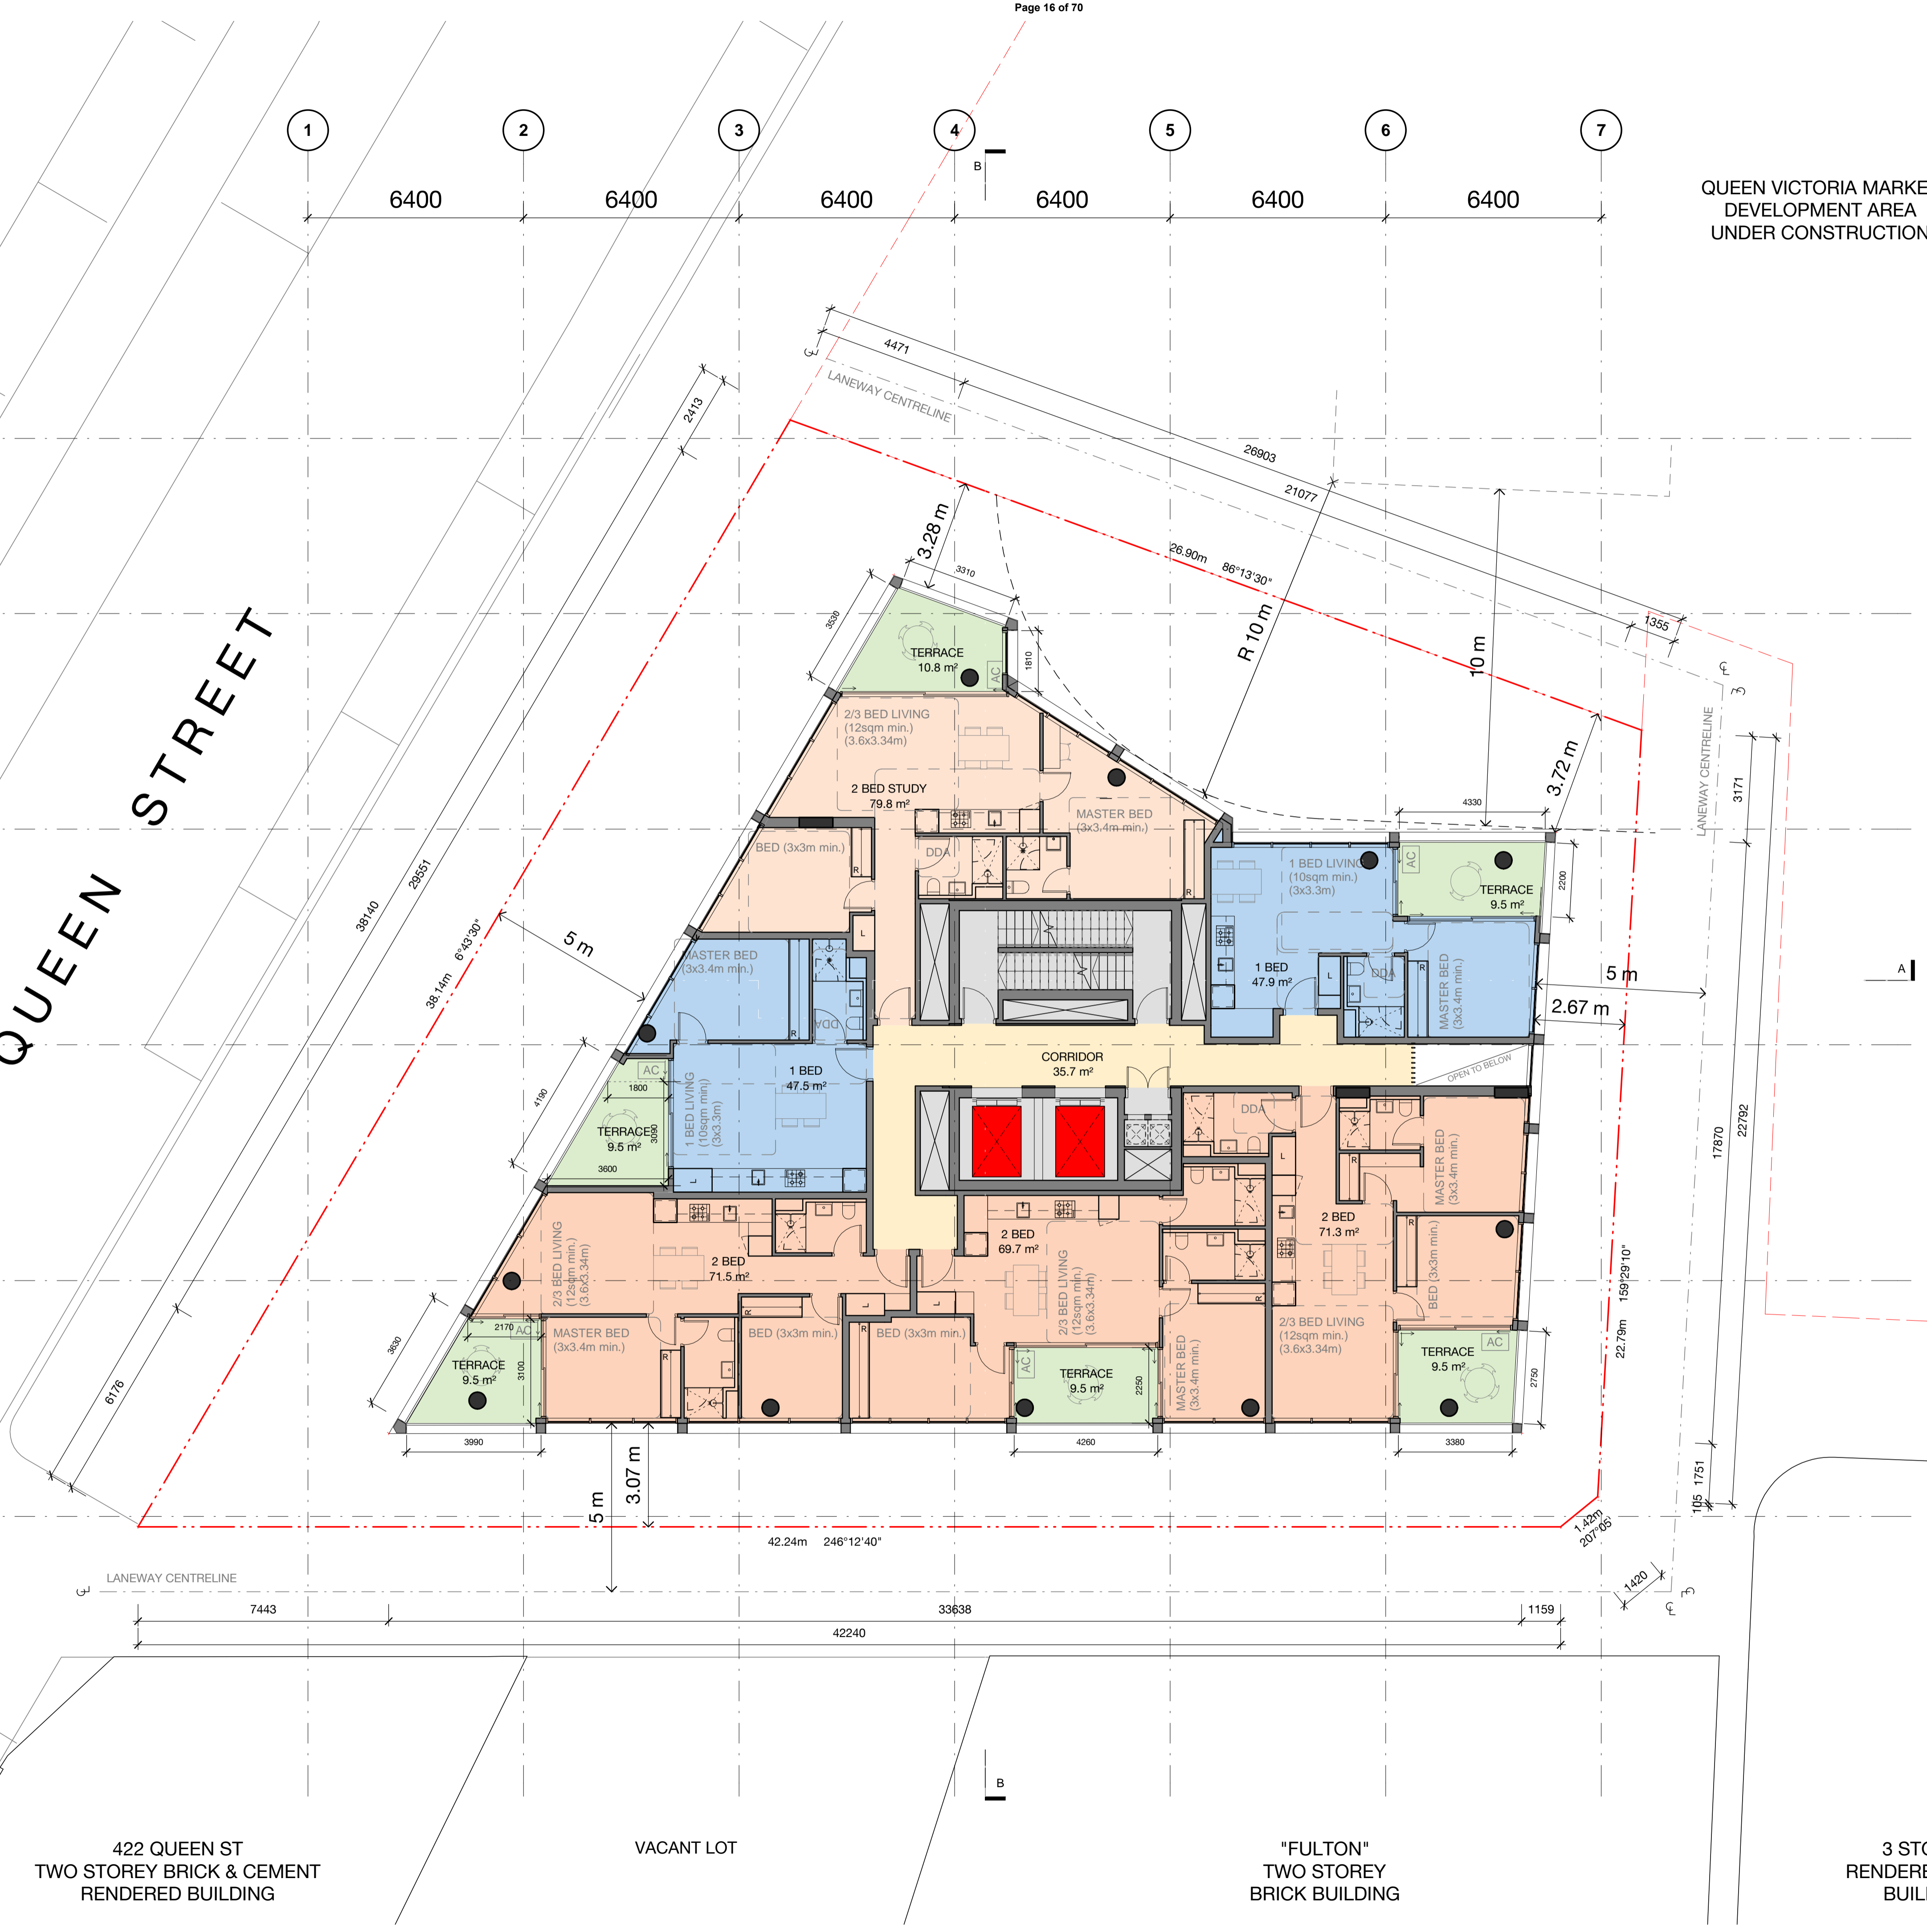 Page 16 of 70
1
2
3
4
5
6
7
B
6400
6400
6400
6400
6400
6400
QUEEN VICTORIA MARKE
DEVELOPMENT AREA
UNDER CONSTRUCTION
4471
LANEWAY CENTRELINE
2413
26903
21077
3.28 m
3310
26.90m 86°13'30"
3530
R 10 m
10 m
1355
QUEEN STREET
TERRACE
10.8 m²
AC
1810
2/3 BED LIVING
(12sqm min.)
(3.6x3.34m)
LANEWAY CENTRELINE
3171
3.72 m
4330
2 BED STUDY
79.8 m²
MASTER BED
(3x3.4m min.)
BED (3x3m min.)
R
DDA
R
L
29551
38140
38.14m 6°43'30"
5 m
1 BED LIVING
(10sqm min.)
(3x3.3m)
AC
TERRACE
9.5 m²
2200
MASTER BED
(3x3.4m min.)
R
DDA
1 BED
47.9 m²
L
DDA
R
MASTER BED
(3x3.4m min.)
5 m
2.67 m
A
CORRIDOR
35.7 m²
OPEN TO BELOW
AC
1800
4190
TERRACE
9.5 m²
3090
3600
1 BED LIVING
(10sqm min.)
(3x3.3m)
1 BED
47.5 m²
L
DDA
L
R
MASTER BED
(3x3.4m min.)
17870
22792
2/3 BED LIVING
(12sqm min.)
(3.6x3.34m)
2 BED
71.5 m²
2 BED
69.7 m²
2/3 BED LIVING
(12sqm min.)
(3.6x3.34m)
2 BED
71.3 m²
R
BED (3x3m min.)
22.79m 159°29'10"
L
L
R
2170
AC
3630
TERRACE
9.5 m²
3100
MASTER BED
(3x3.4m min.)
R
BED (3x3m min.)
R
BED (3x3m min.)
AC
TERRACE
9.5 m²
2250
MASTER BED
(3x3.4m min.)
2/3 BED LIVING
(12sqm min.)
(3.6x3.34m)
TERRACE
9.5 m²
AC
2750
6176
3990
4260
3380
5 m
3.07 m
1751
105
42.24m 246°12'40"
1.42m
207°05'
LANEWAY CENTRELINE
1420
7443
33638
1159
42240
B
422 QUEEN ST
TWO STOREY BRICK & CEMENT
RENDERED BUILDING
VACANT LOT
"FULTON"
TWO STOREY
BRICK BUILDING
3 STO
RENDERE
BUIL